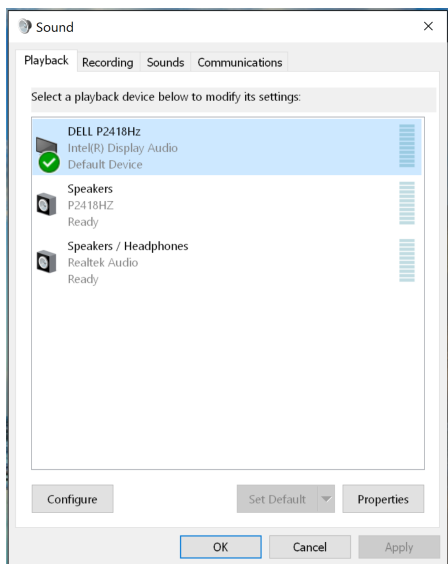 Sound
Playback Recording Sounds Communications
Select a playback device below to modify its settings:
DELL P2418Hz
Intel(R) Display Audio
Default Device
Speakers
P2418HZ
Ready
Speakers / Headphones
Realtek Audio
Ready
Configure Set Default Properties
OK Cancel Apply